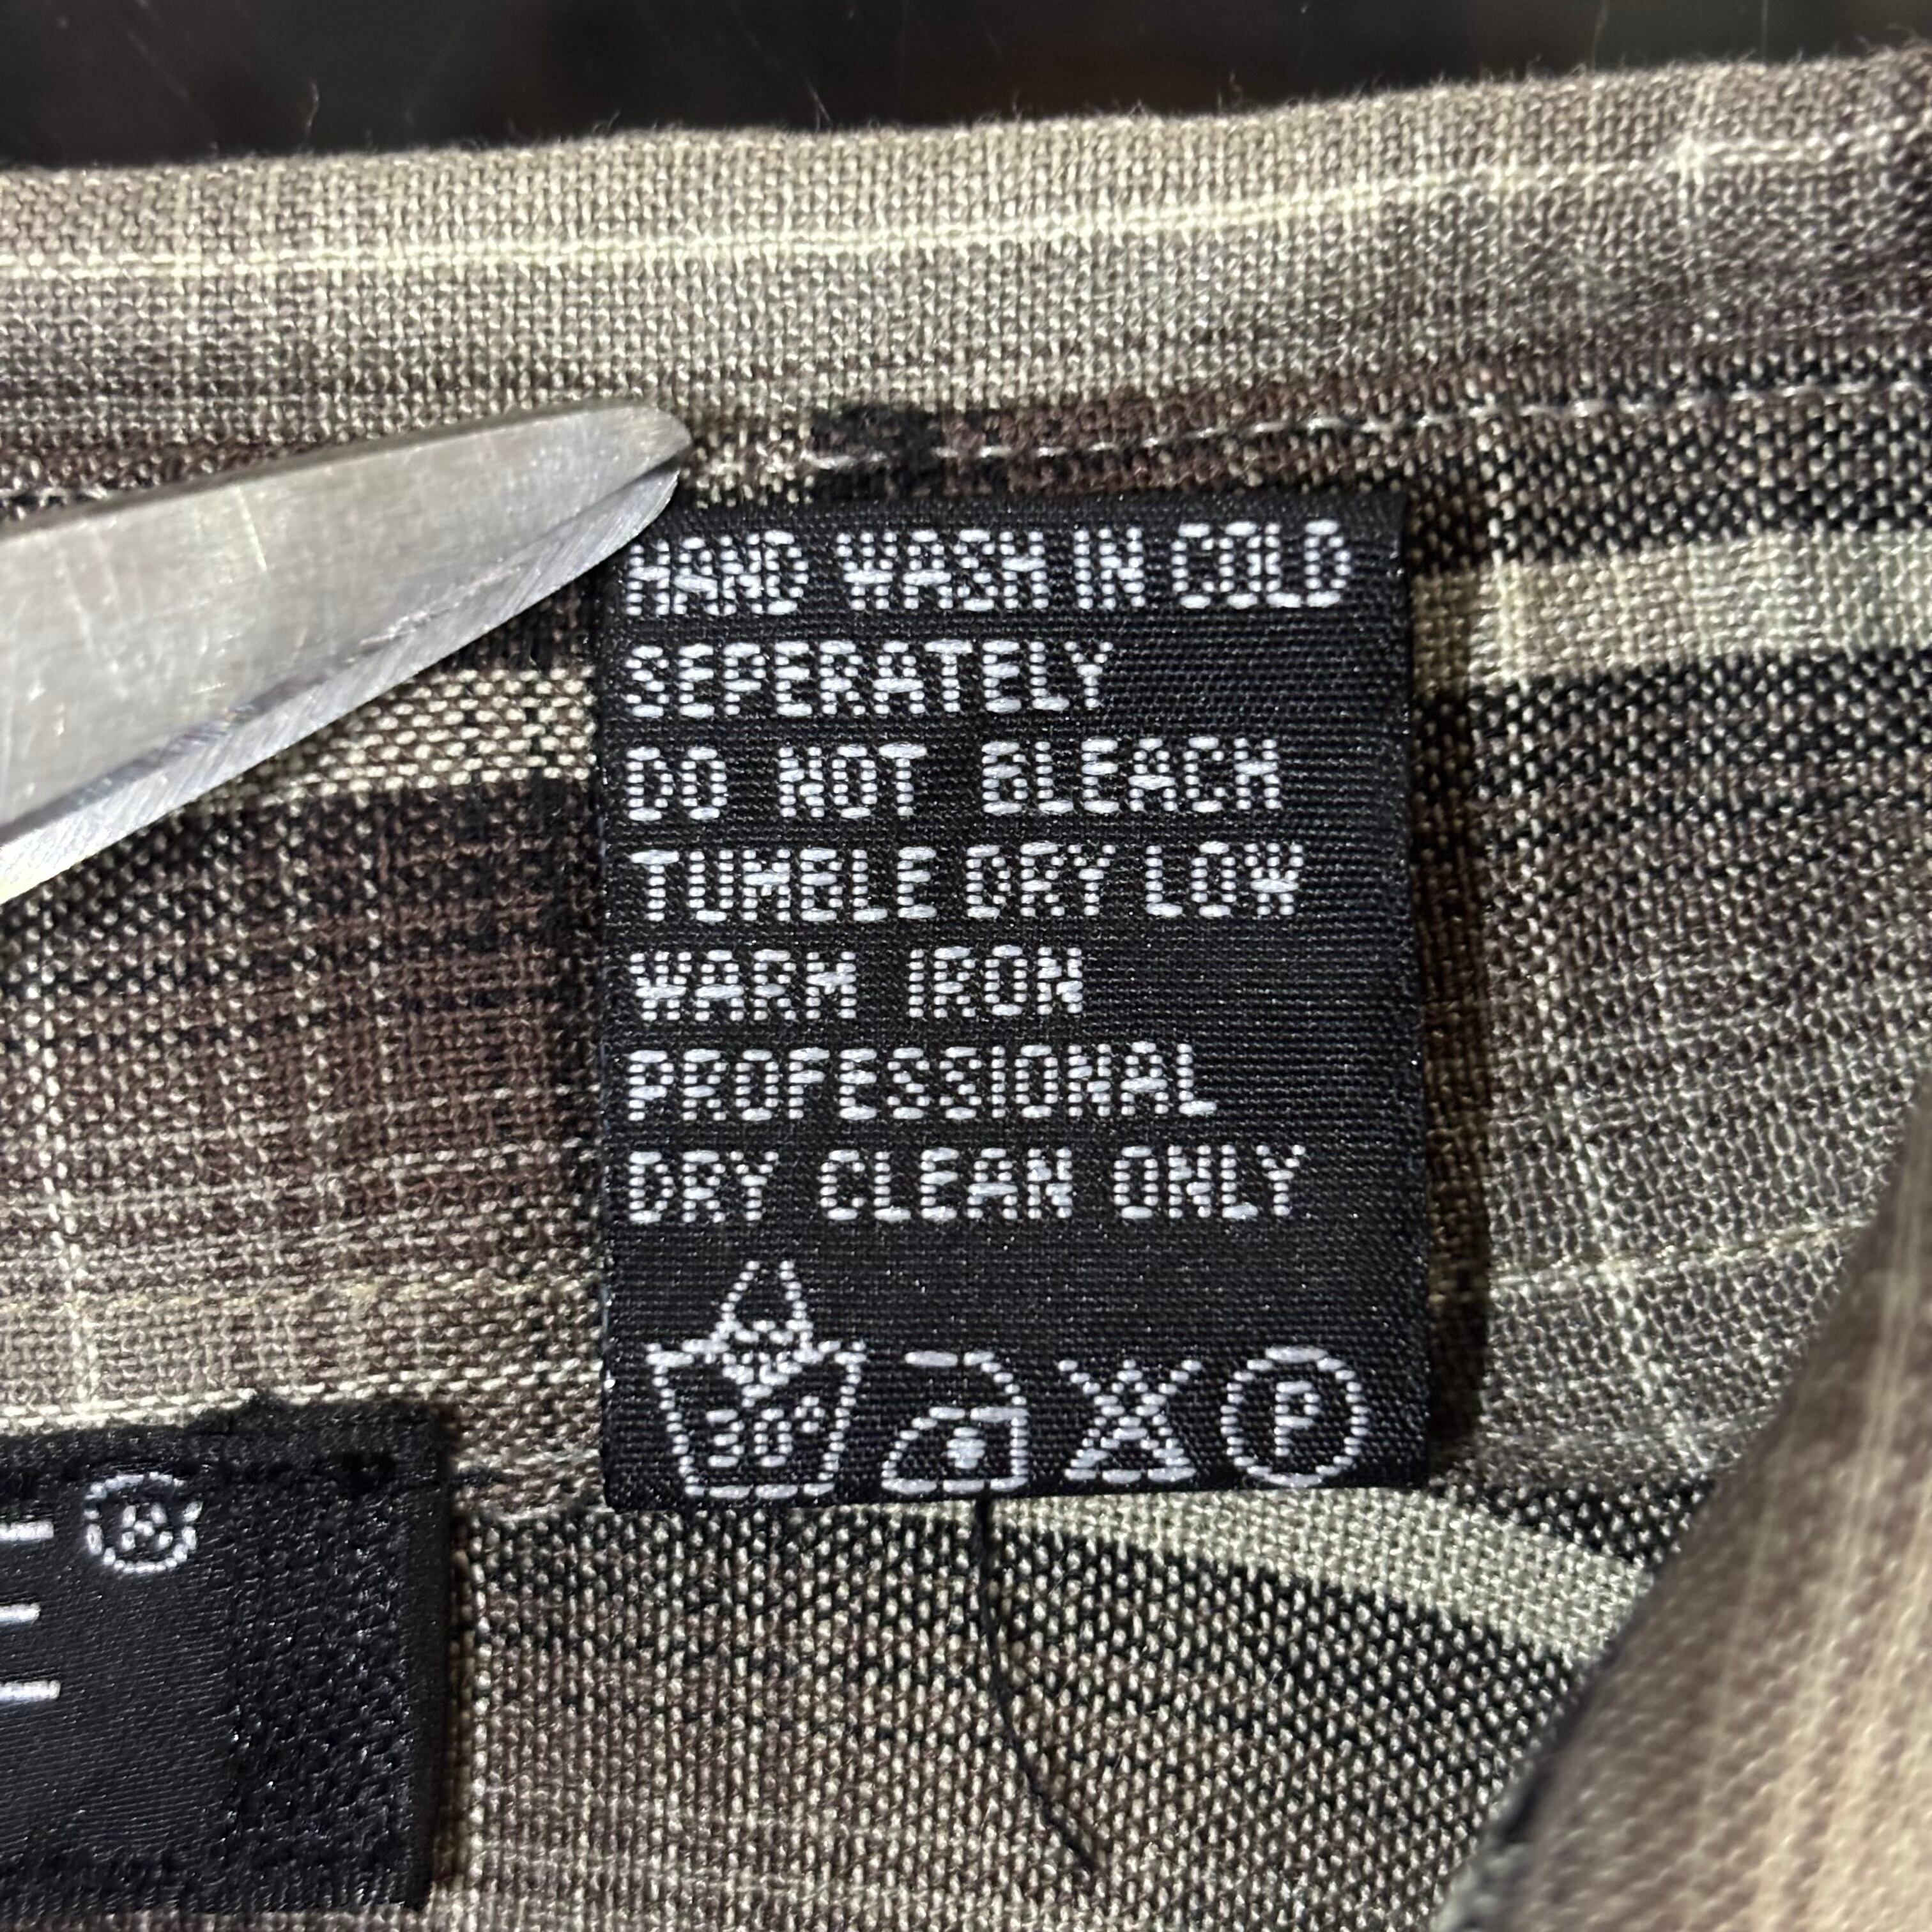 HAND WASH IN COLD
SEPERATELY
DO NOT BLEACH
TUMBLE DRY LOW
WARM IRON
PROFESSIONAL
DRY CLEAN ONLY
30°
P
®